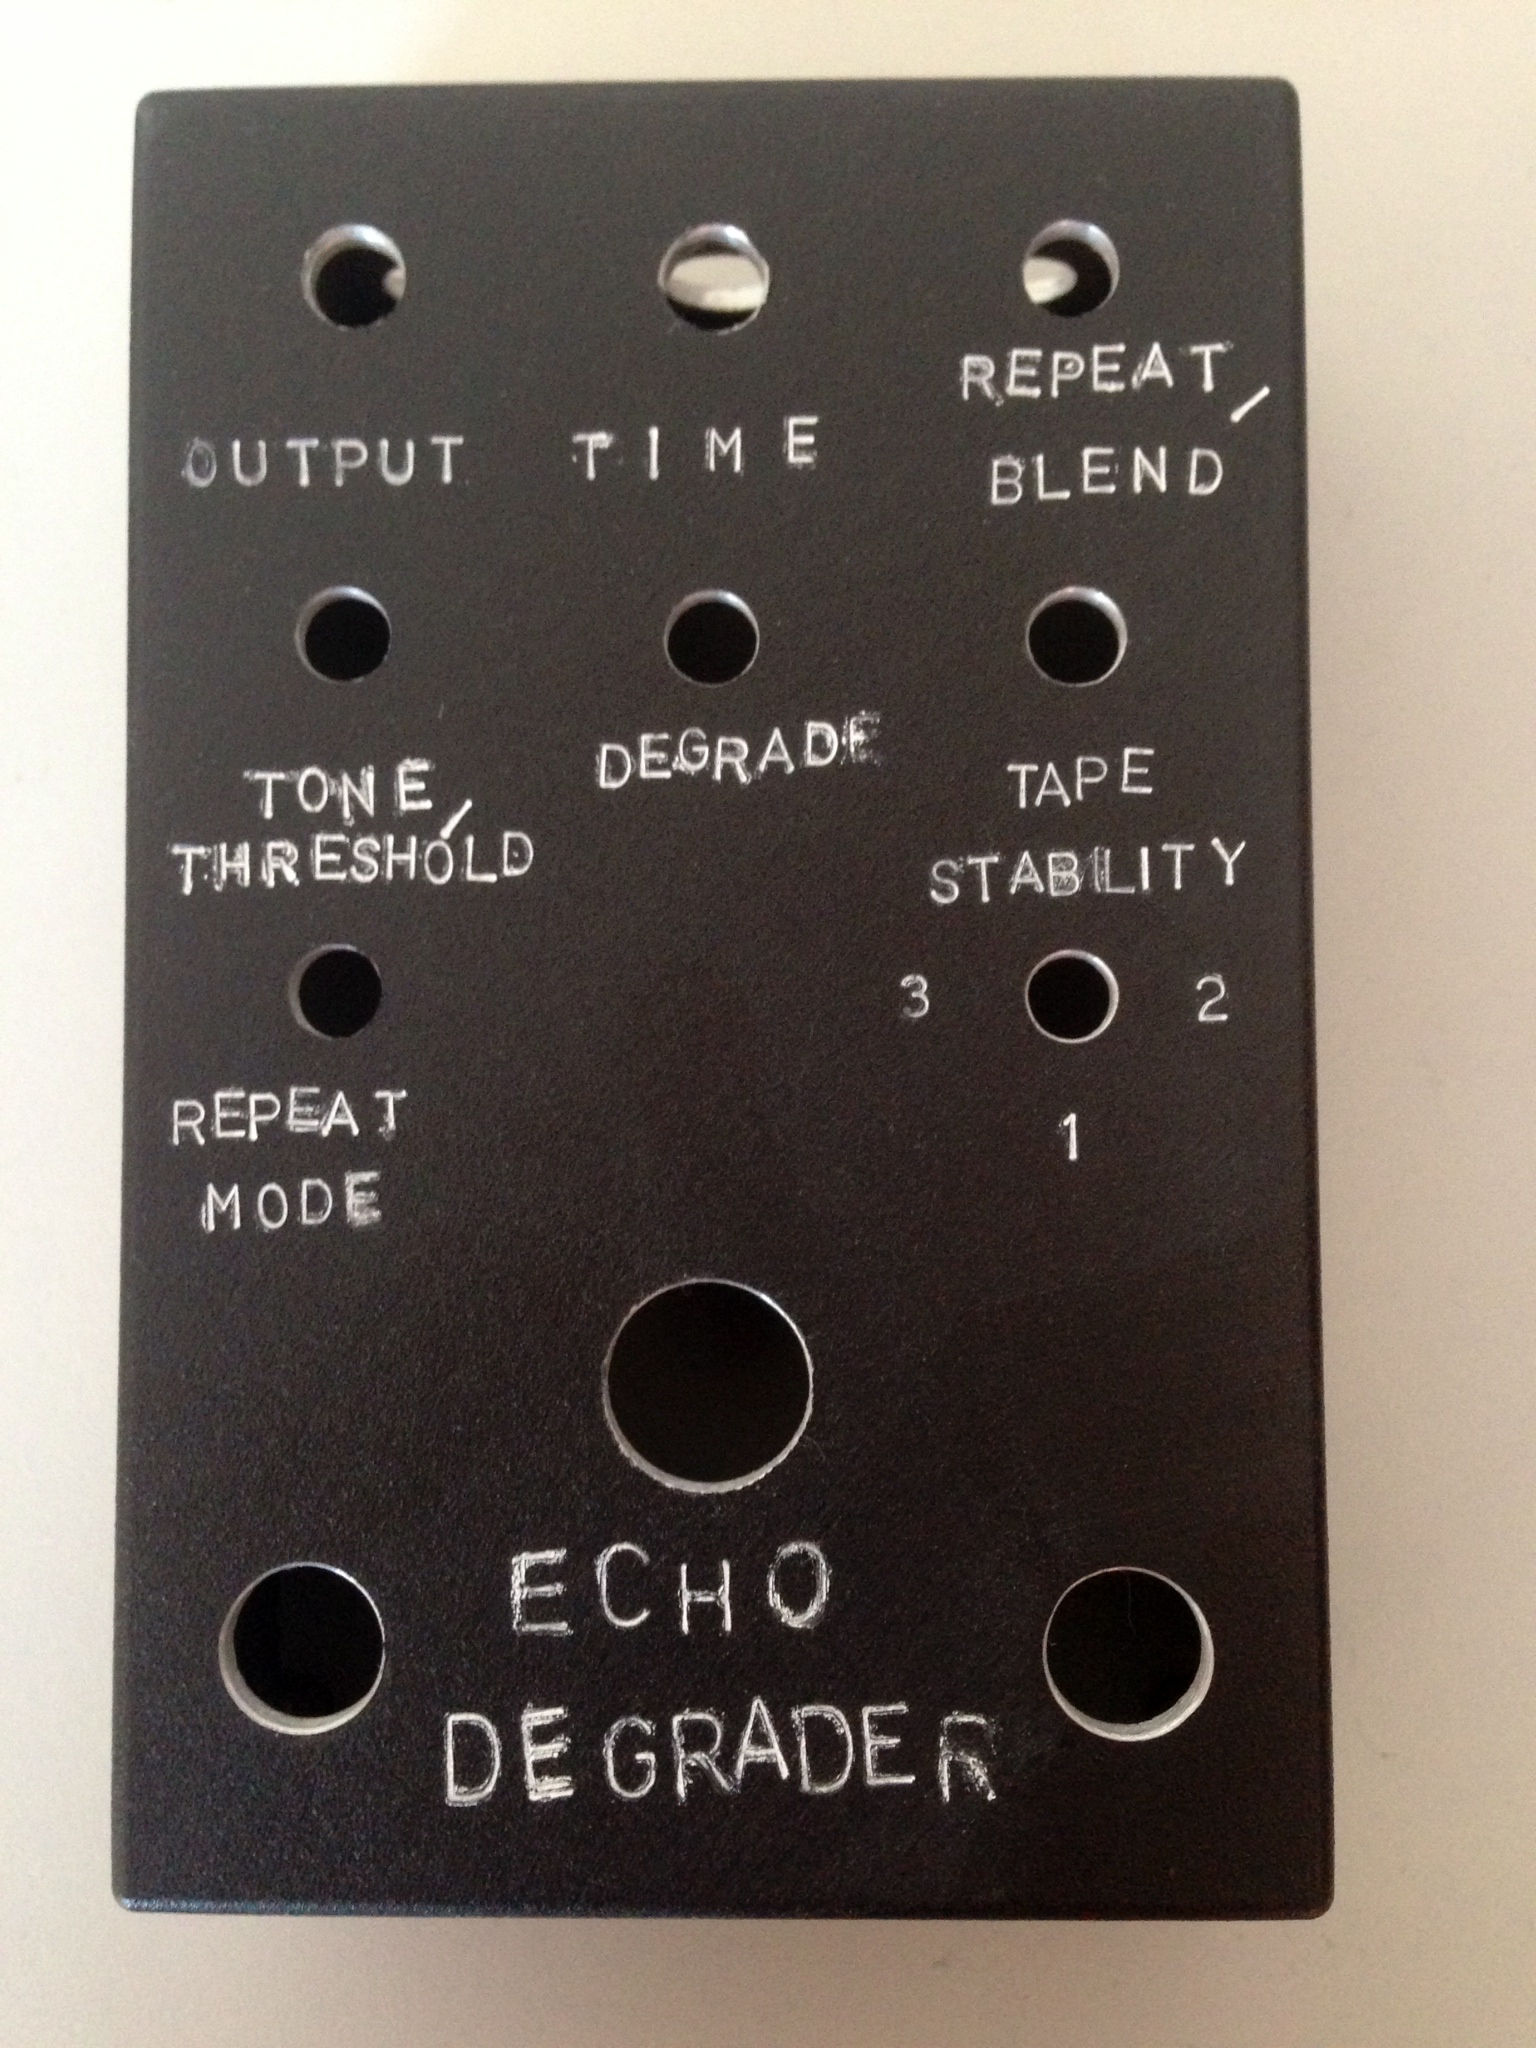 OUTPUT
TIME
REPEAT/
BLEND
TONE/
THRESHOLD
DEGRADE
TAPE
STABILITY
3
2
1
REPEAT
MODE
ECHO
DEGRADER